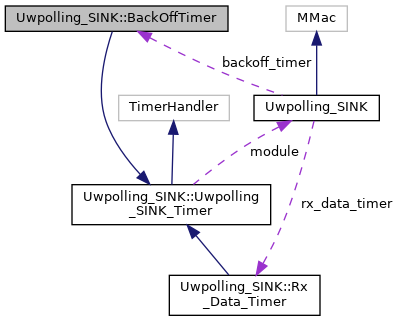 Uwpolling_SINK::BackOffTimer
MMac
backoff_timer
TimerHandler
Uwpolling_SINK
module
Uwpolling_SINK::Uwpolling
_SINK_Timer
rx_data_timer
Uwpolling_SINK::Rx
_Data_Timer